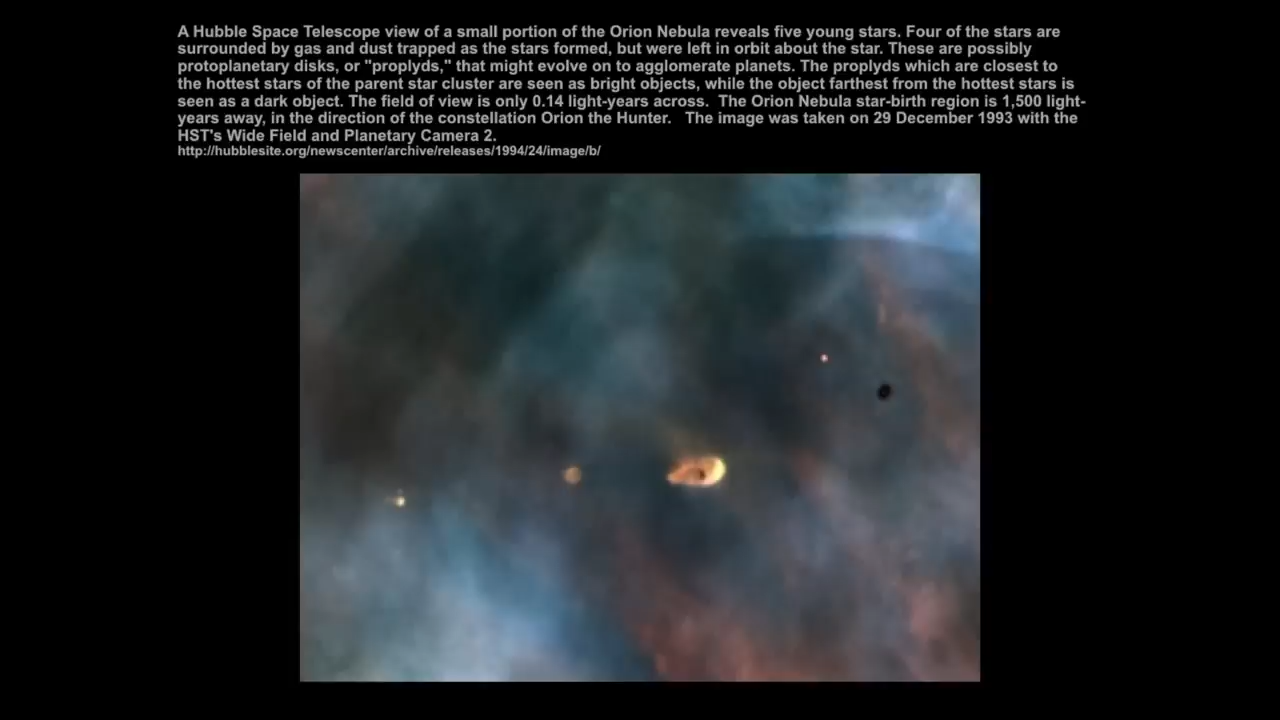 A Hubble Space Telescope view of a small portion of the Orion Nebula reveals five young stars. Four of the stars are
surrounded by gas and dust trapped as the stars formed, but were left in orbit about the star. These are possibly
protoplanetary disks, or "proplyds," that might evolve on to agglomerate planets. The proplyds which are closest to
the hottest stars of the parent star cluster are seen as bright objects, while the object farthest from the hottest stars is
seen as a dark object. The field of view is only 0.14 light-years across.  The Orion Nebula star-birth region is 1,500 light-
years away, in the direction of the constellation Orion the Hunter.   The image was taken on 29 December 1993 with the
HST's Wide Field and Planetary Camera 2.
http://hubblesite.org/newscenter/archive/releases/1994/24/image/b/